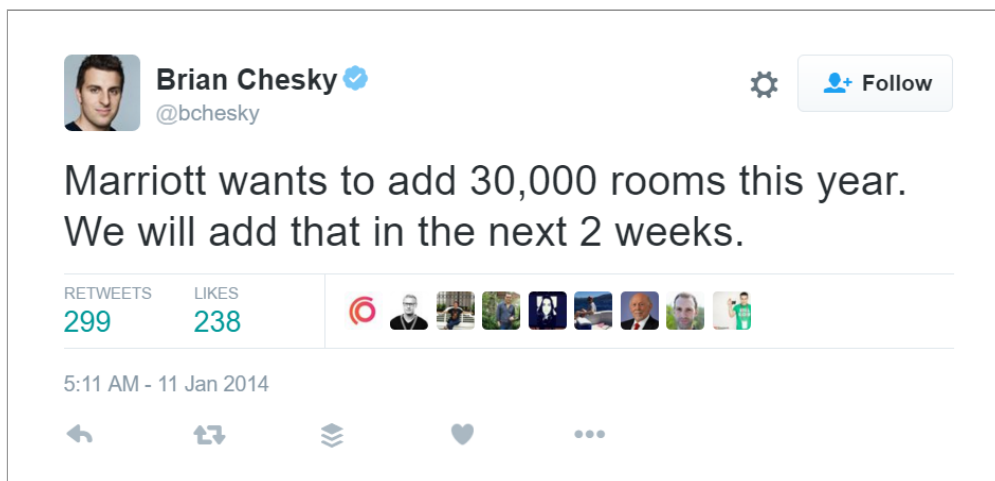 Brian Chesky
@bchesky
Follow
Marriott wants to add 30,000 rooms this year.
We will add that in the next 2 weeks.
RETWEETS LIKES
299 238
5:11 AM - 11 Jan 2014